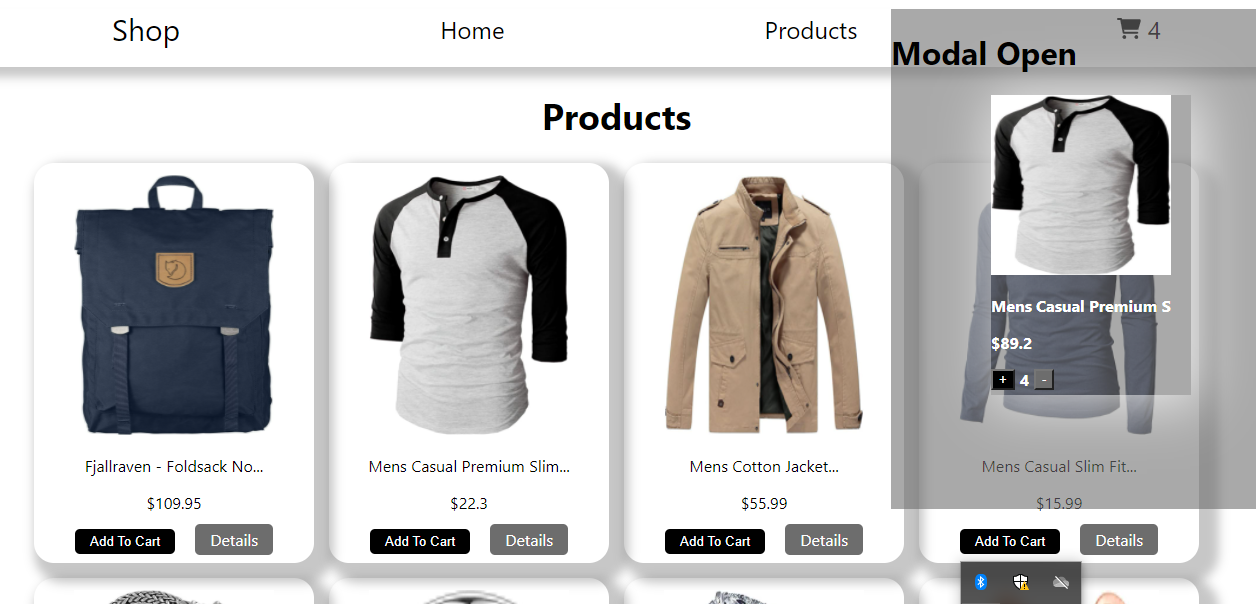 Shop Home Products 4
Modal Open
Products
Mens Casual Premium S
$89.2
+ 4 -
Fjallraven - Foldsack No... Mens Casual Premium Slim... Mens Cotton Jacket... Mens Casual Slim Fit...
$109.95 $22.3 $55.99 $15.99
Add To Cart Details Add To Cart Details Add To Cart Details Add To Cart Details